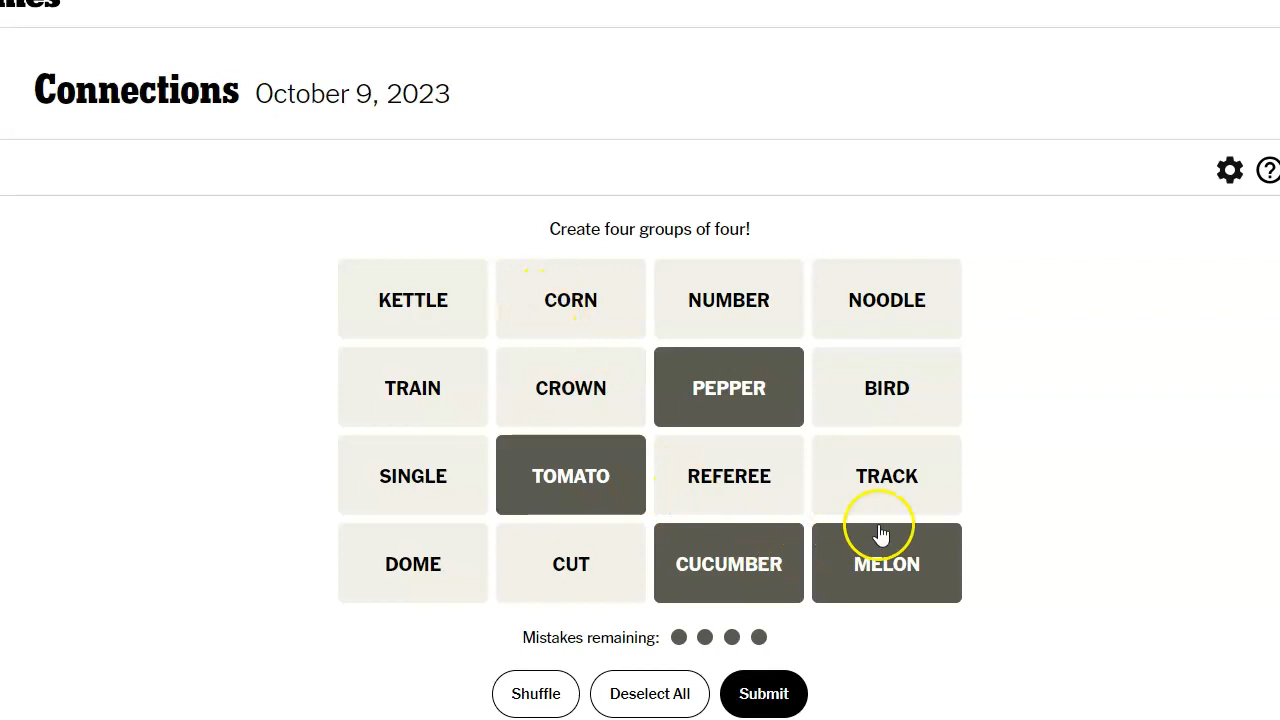 Connections October 9, 2023
Create four groups of four!
KETTLE CORN NUMBER NOODLE
TRAIN CROWN PEPPER BIRD
SINGLE TOMATO REFEREE TRACK
DOME CUT CUCUMBER MELON
Mistakes remaining:
Shuffle Deselect All Submit